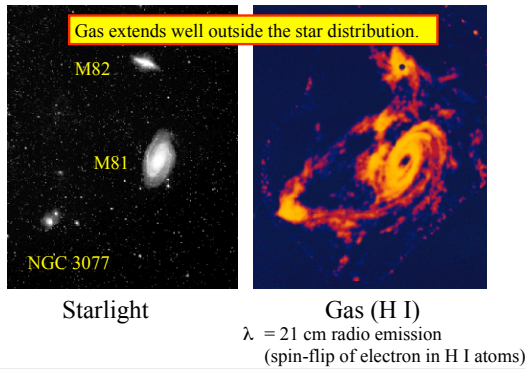 Gas extends well outside the star distribution.
M82
M81
NGC 3077
Starlight
Gas (H I)
λ = 21 cm radio emission
(spin-flip of electron in H I atoms)